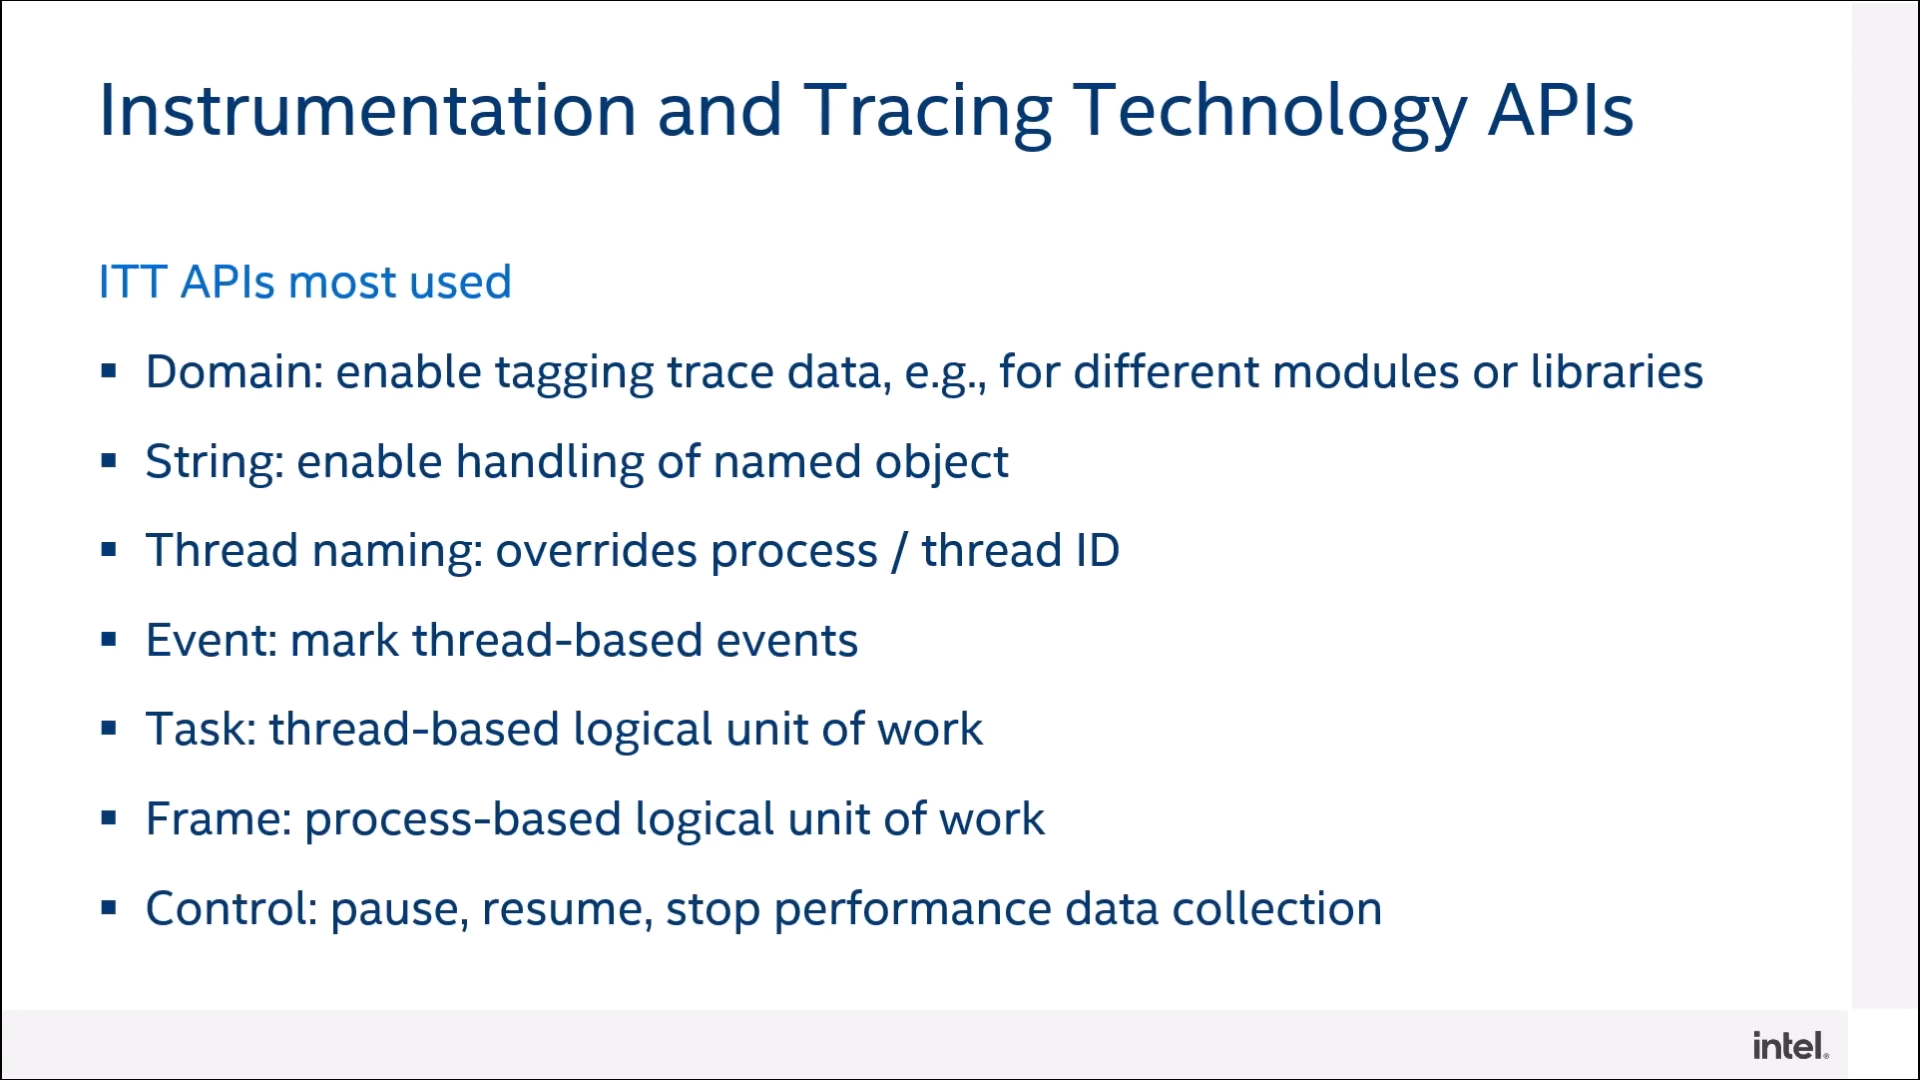 Instrumentation and Tracing Technology APIs
ITT APIs most used
▪ Domain: enable tagging trace data, e.g., for different modules or libraries
▪ String: enable handling of named object
▪ Thread naming: overrides process / thread ID
▪ Event: mark thread-based events
▪ Task: thread-based logical unit of work
▪ Frame: process-based logical unit of work
▪ Control: pause, resume, stop performance data collection
intel®